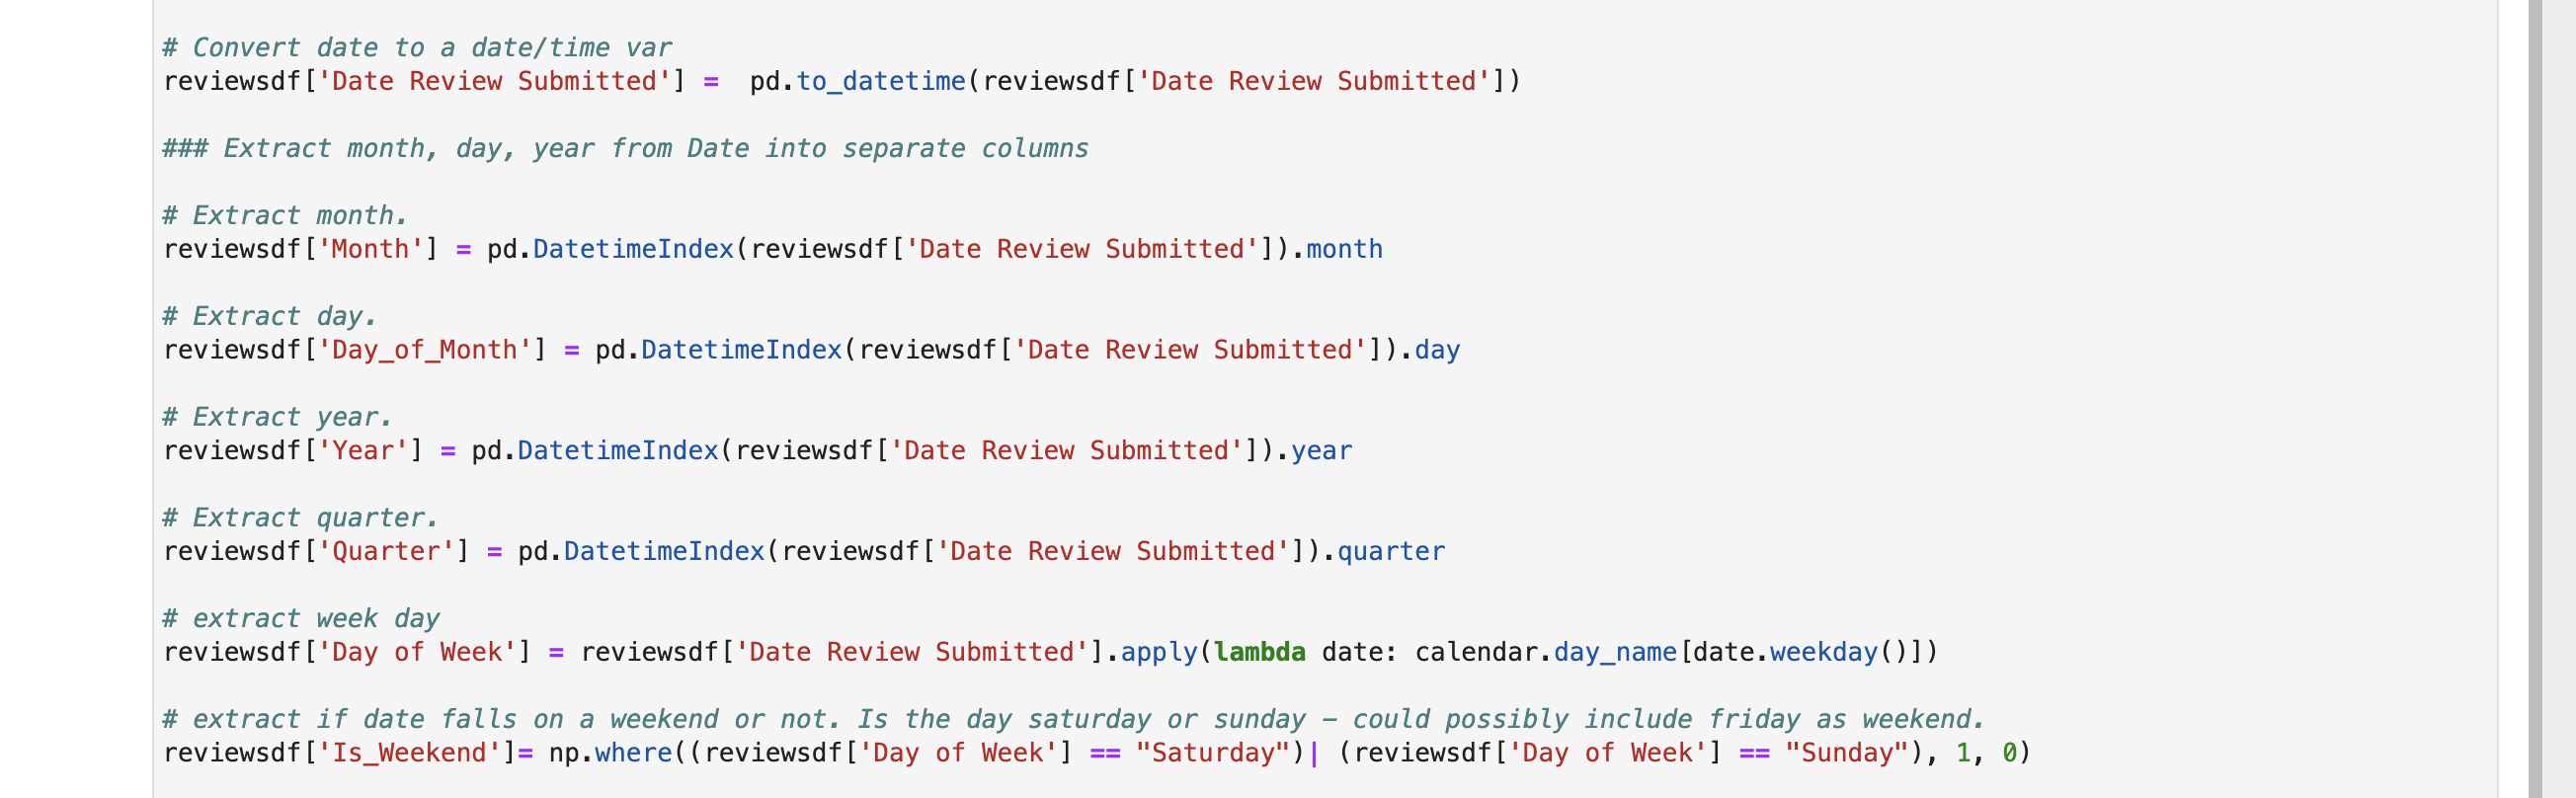 # Convert date to a date/time var
reviewsdf['Date Review Submitted'] =  pd.to_datetime(reviewsdf['Date Review Submitted'])
### Extract month, day, year from Date into separate columns
# Extract month.
reviewsdf['Month'] = pd.DatetimeIndex(reviewsdf['Date Review Submitted']).month
# Extract day.
reviewsdf['Day_of_Month'] = pd.DatetimeIndex(reviewsdf['Date Review Submitted']).day
# Extract year.
reviewsdf['Year'] = pd.DatetimeIndex(reviewsdf['Date Review Submitted']).year
# Extract quarter.
reviewsdf['Quarter'] = pd.DatetimeIndex(reviewsdf['Date Review Submitted']).quarter
# extract week day
reviewsdf['Day of Week'] = reviewsdf['Date Review Submitted'].apply(lambda date: calendar.day_name[date.weekday()])
# extract if date falls on a weekend or not. Is the day saturday or sunday – could possibly include friday as weekend.
reviewsdf['Is_Weekend']= np.where((reviewsdf['Day of Week'] == "Saturday")| (reviewsdf['Day of Week'] == "Sunday"), 1, 0)